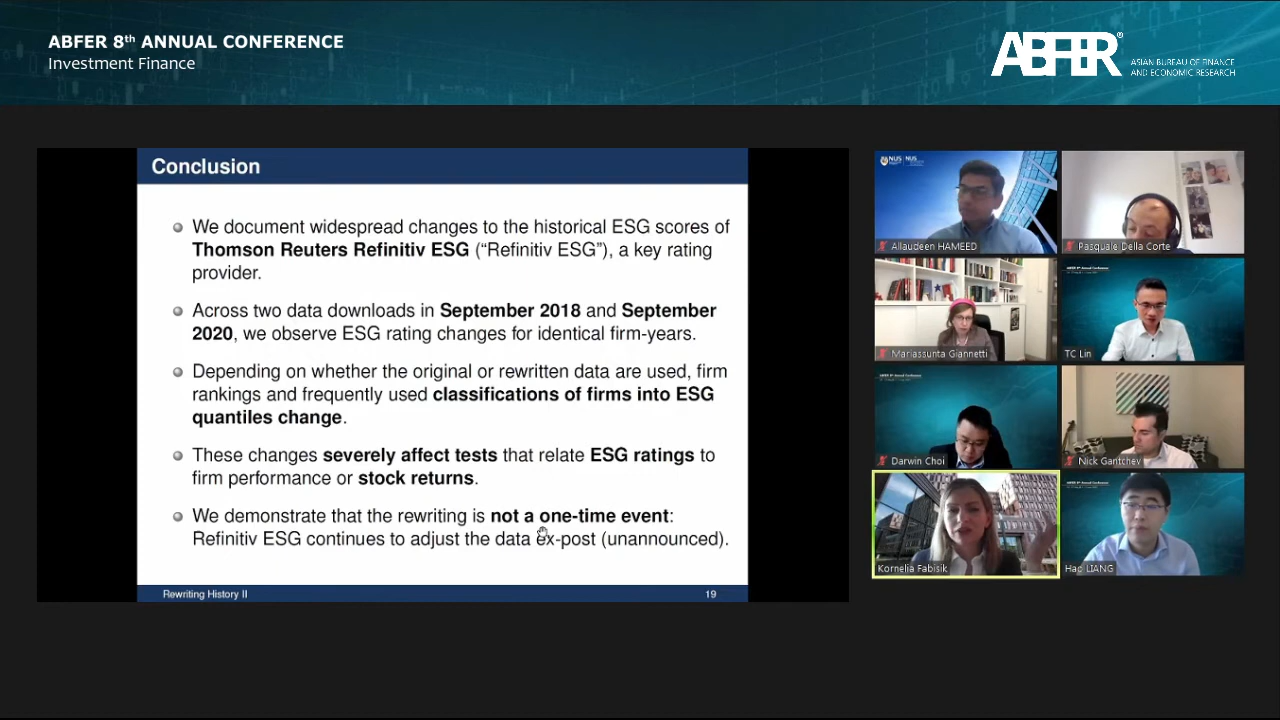 ABFER 8th ANNUAL CONFERENCE
Investment Finance
ABFER®
ASIAN BUREAU OF FINANCE
AND ECONOMIC RESEARCH
Conclusion
We document widespread changes to the historical ESG scores of
Thomson Reuters Refinitiv ESG (“Refinitiv ESG”), a key rating
provider.
Across two data downloads in September 2018 and September
2020, we observe ESG rating changes for identical firm-years.
Depending on whether the original or rewritten data are used, firm
rankings and frequently used classifications of firms into ESG
quantiles change.
These changes severely affect tests that relate ESG ratings to
firm performance or stock returns.
We demonstrate that the rewriting is not a one-time event:
Refinitiv ESG continues to adjust the data ex-post (unannounced).
Rewriting History II
19
NUS
NUS
Allaudeen HAMEED
Pasquale Della Corte
Mariassunta Giannetti
TC Lin
Darwin Choi
Nick Gantchev
Kornelia Fabisik
Hao LIANG